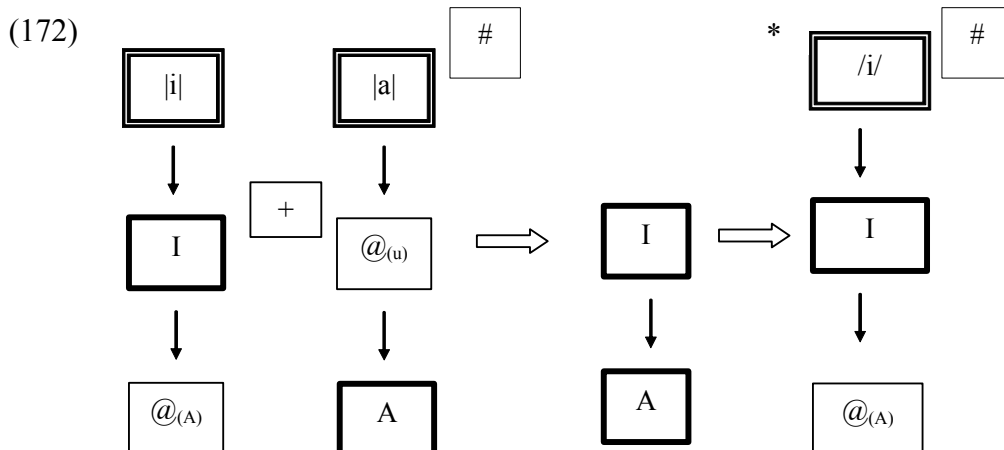 (172) # * #
|i| |a| /i/
+
I @(u) I I
@(A) A A @(A)